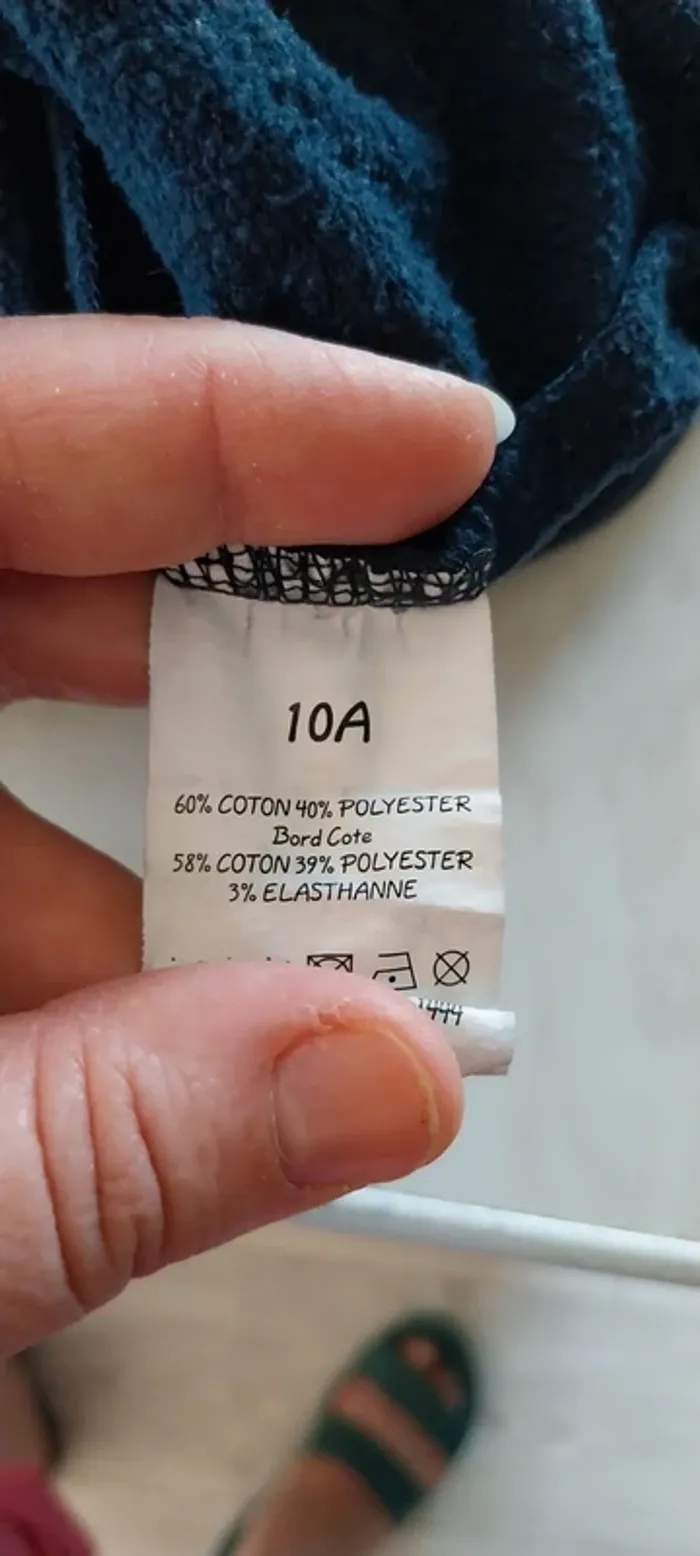 10A
60% COTON 40% POLYESTER
Bord Cote
58% COTON 39% POLYESTER
3% ELASTHANNE